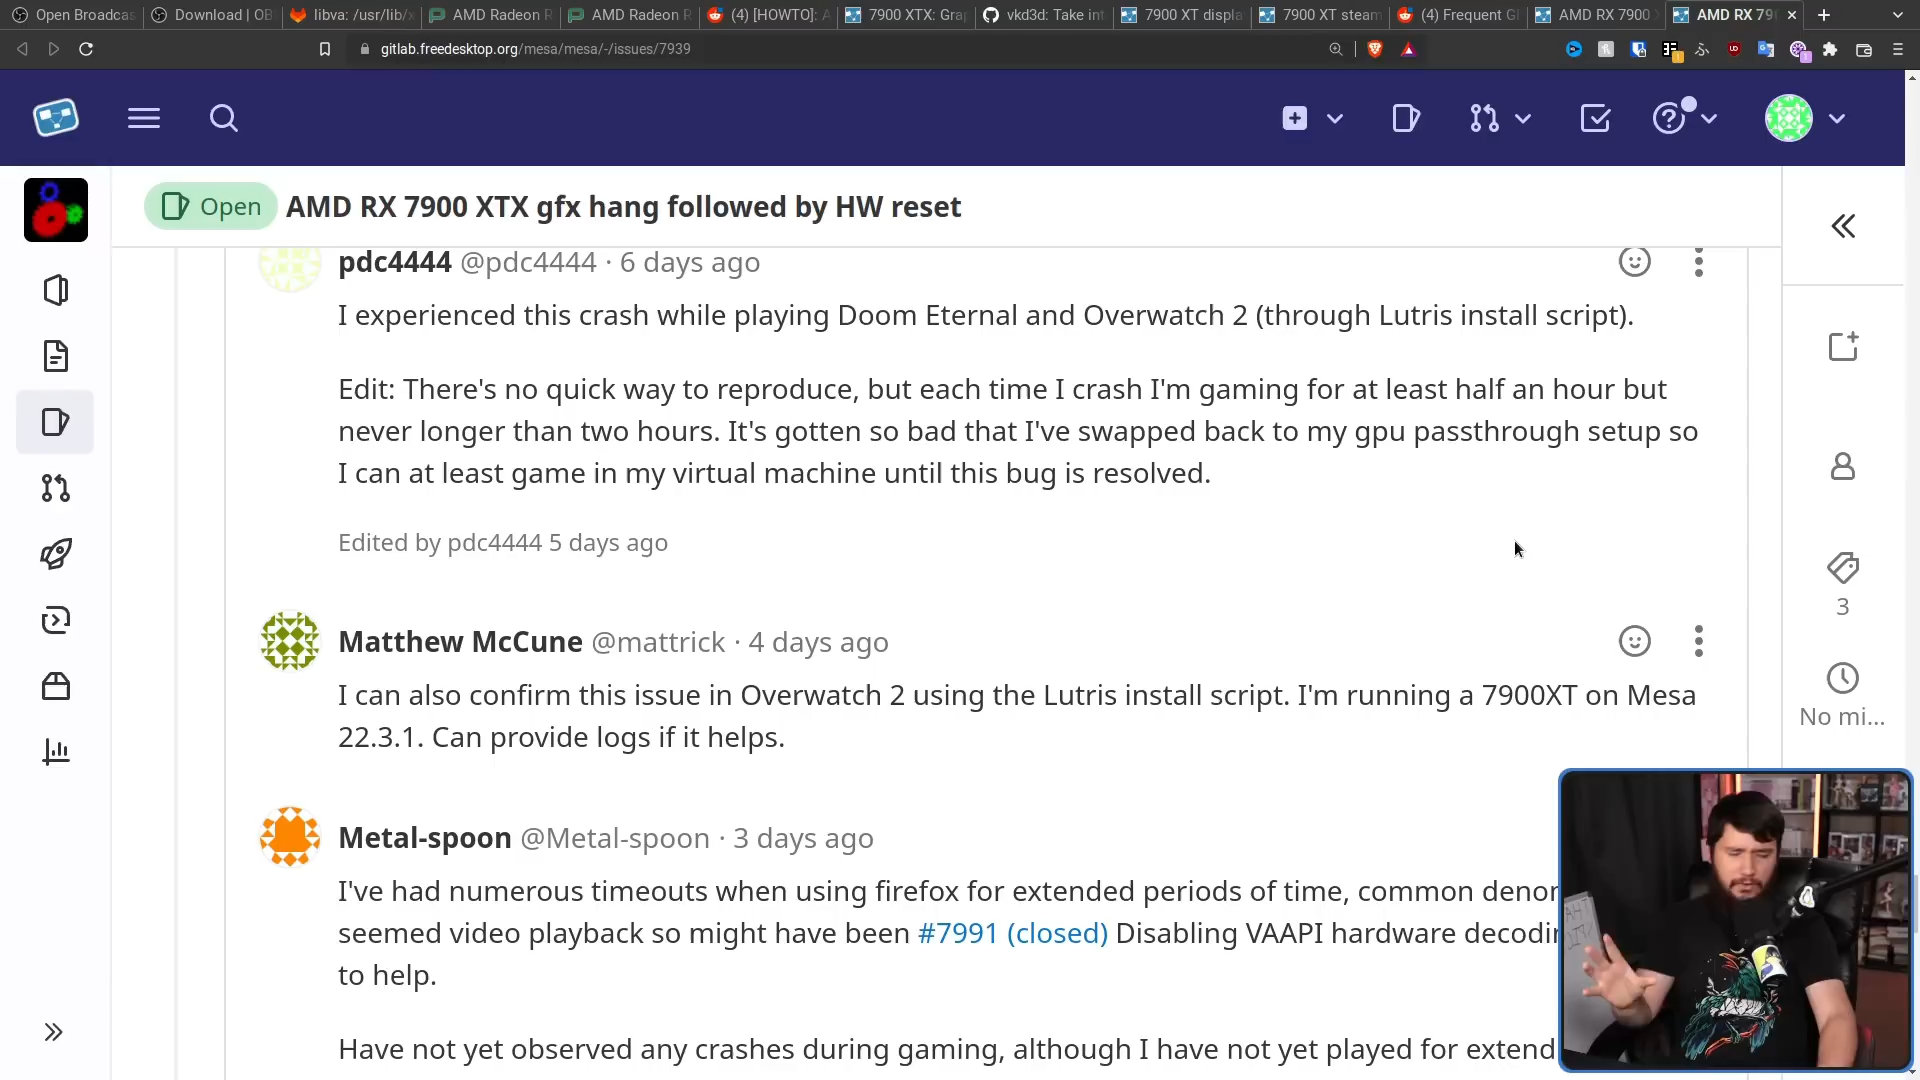 Open Broadcas
Download | OB
libva: /usr/lib/x
AMD Radeon R
AMD Radeon R
(4) [HOWTO]: A
7900 XTX: Gra
vkd3d: Take int
7900 XT displa
7900 XT steam
(4) Frequent G
AMD RX 7900
AMD RX 79
gitlab.freedesktop.org/mesa/mesa/-/issues/7939
Open AMD RX 7900 XTX gfx hang followed by HW reset
pdc4444 @pdc4444 · 6 days ago
I experienced this crash while playing Doom Eternal and Overwatch 2 (through Lutris install script).
Edit: There's no quick way to reproduce, but each time I crash I'm gaming for at least half an hour but
never longer than two hours. It's gotten so bad that I've swapped back to my gpu passthrough setup so
I can at least game in my virtual machine until this bug is resolved.
Edited by pdc4444 5 days ago
3
Matthew McCune @mattrick · 4 days ago
I can also confirm this issue in Overwatch 2 using the Lutris install script. I'm running a 7900XT on Mesa
22.3.1. Can provide logs if it helps.
No mi...
Metal-spoon @Metal-spoon · 3 days ago
I've had numerous timeouts when using firefox for extended periods of time, common denon
seemed video playback so might have been #7991 (closed) Disabling VAAPI hardware decodin
to help.
Have not yet observed any crashes during gaming, although I have not yet played for extend